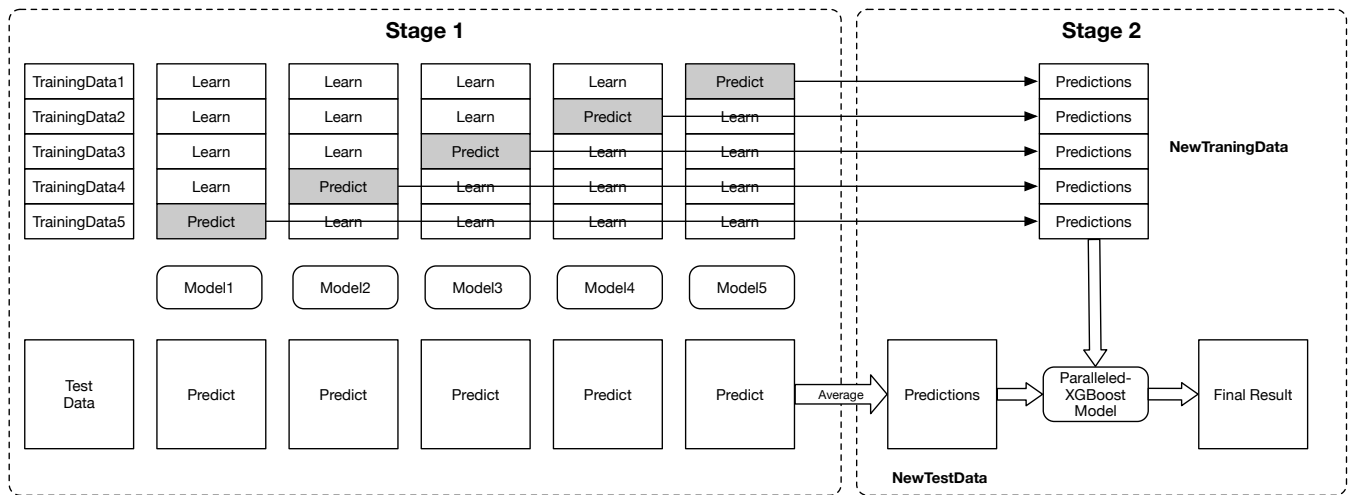 Stage 1
Stage 2
TrainingData1 Learn Learn Learn Learn Predict Predictions
TrainingData2 Learn Learn Learn Predict Learn Predictions
TrainingData3 Learn Learn Predict Learn Learn Predictions
NewTraningData
TrainingData4 Learn Predict Learn Learn Learn Predictions
TrainingData5 Predict Learn Learn Learn Learn Predictions
Model1 Model2 Model3 Model4 Model5
Test
Data
Predict Predict Predict Predict Predict Average Predictions
Paralleled-
XGBoost
Model
Final Result
NewTestData